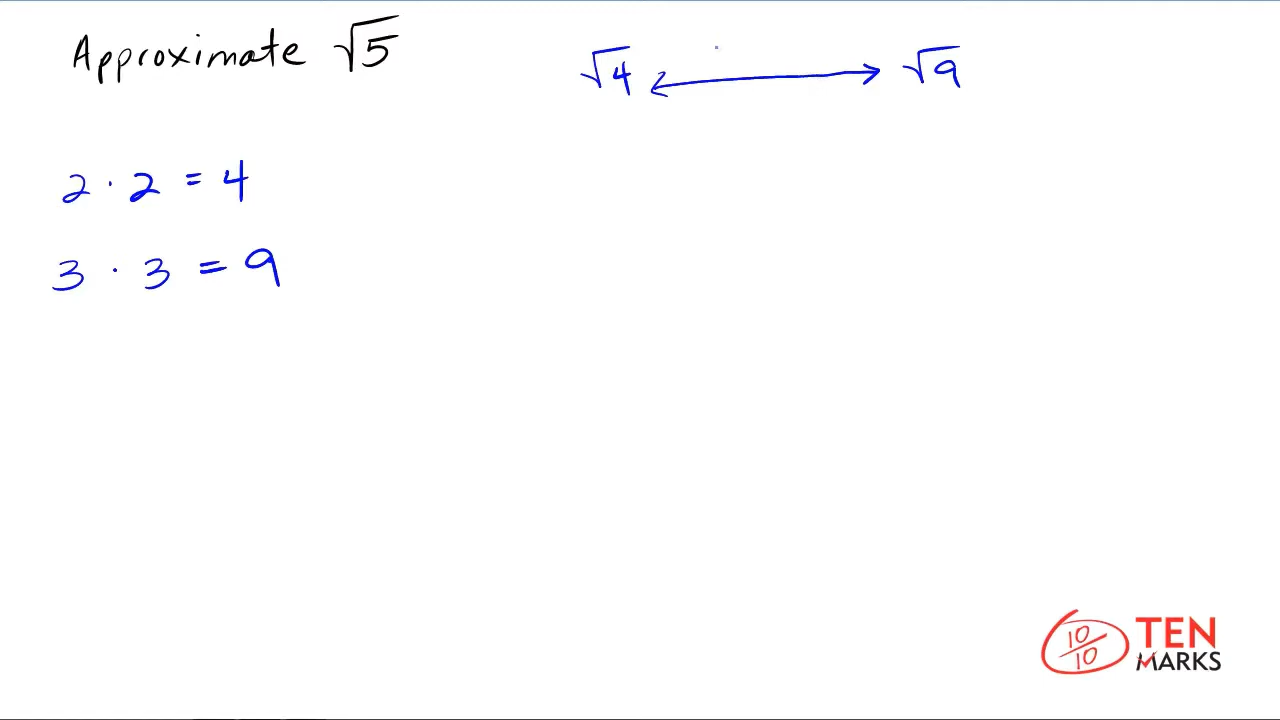 Approximate √5
√4 ⟷ √9
2 · 2 = 4
3 · 3 = 9
10/10 TEN
MARKS